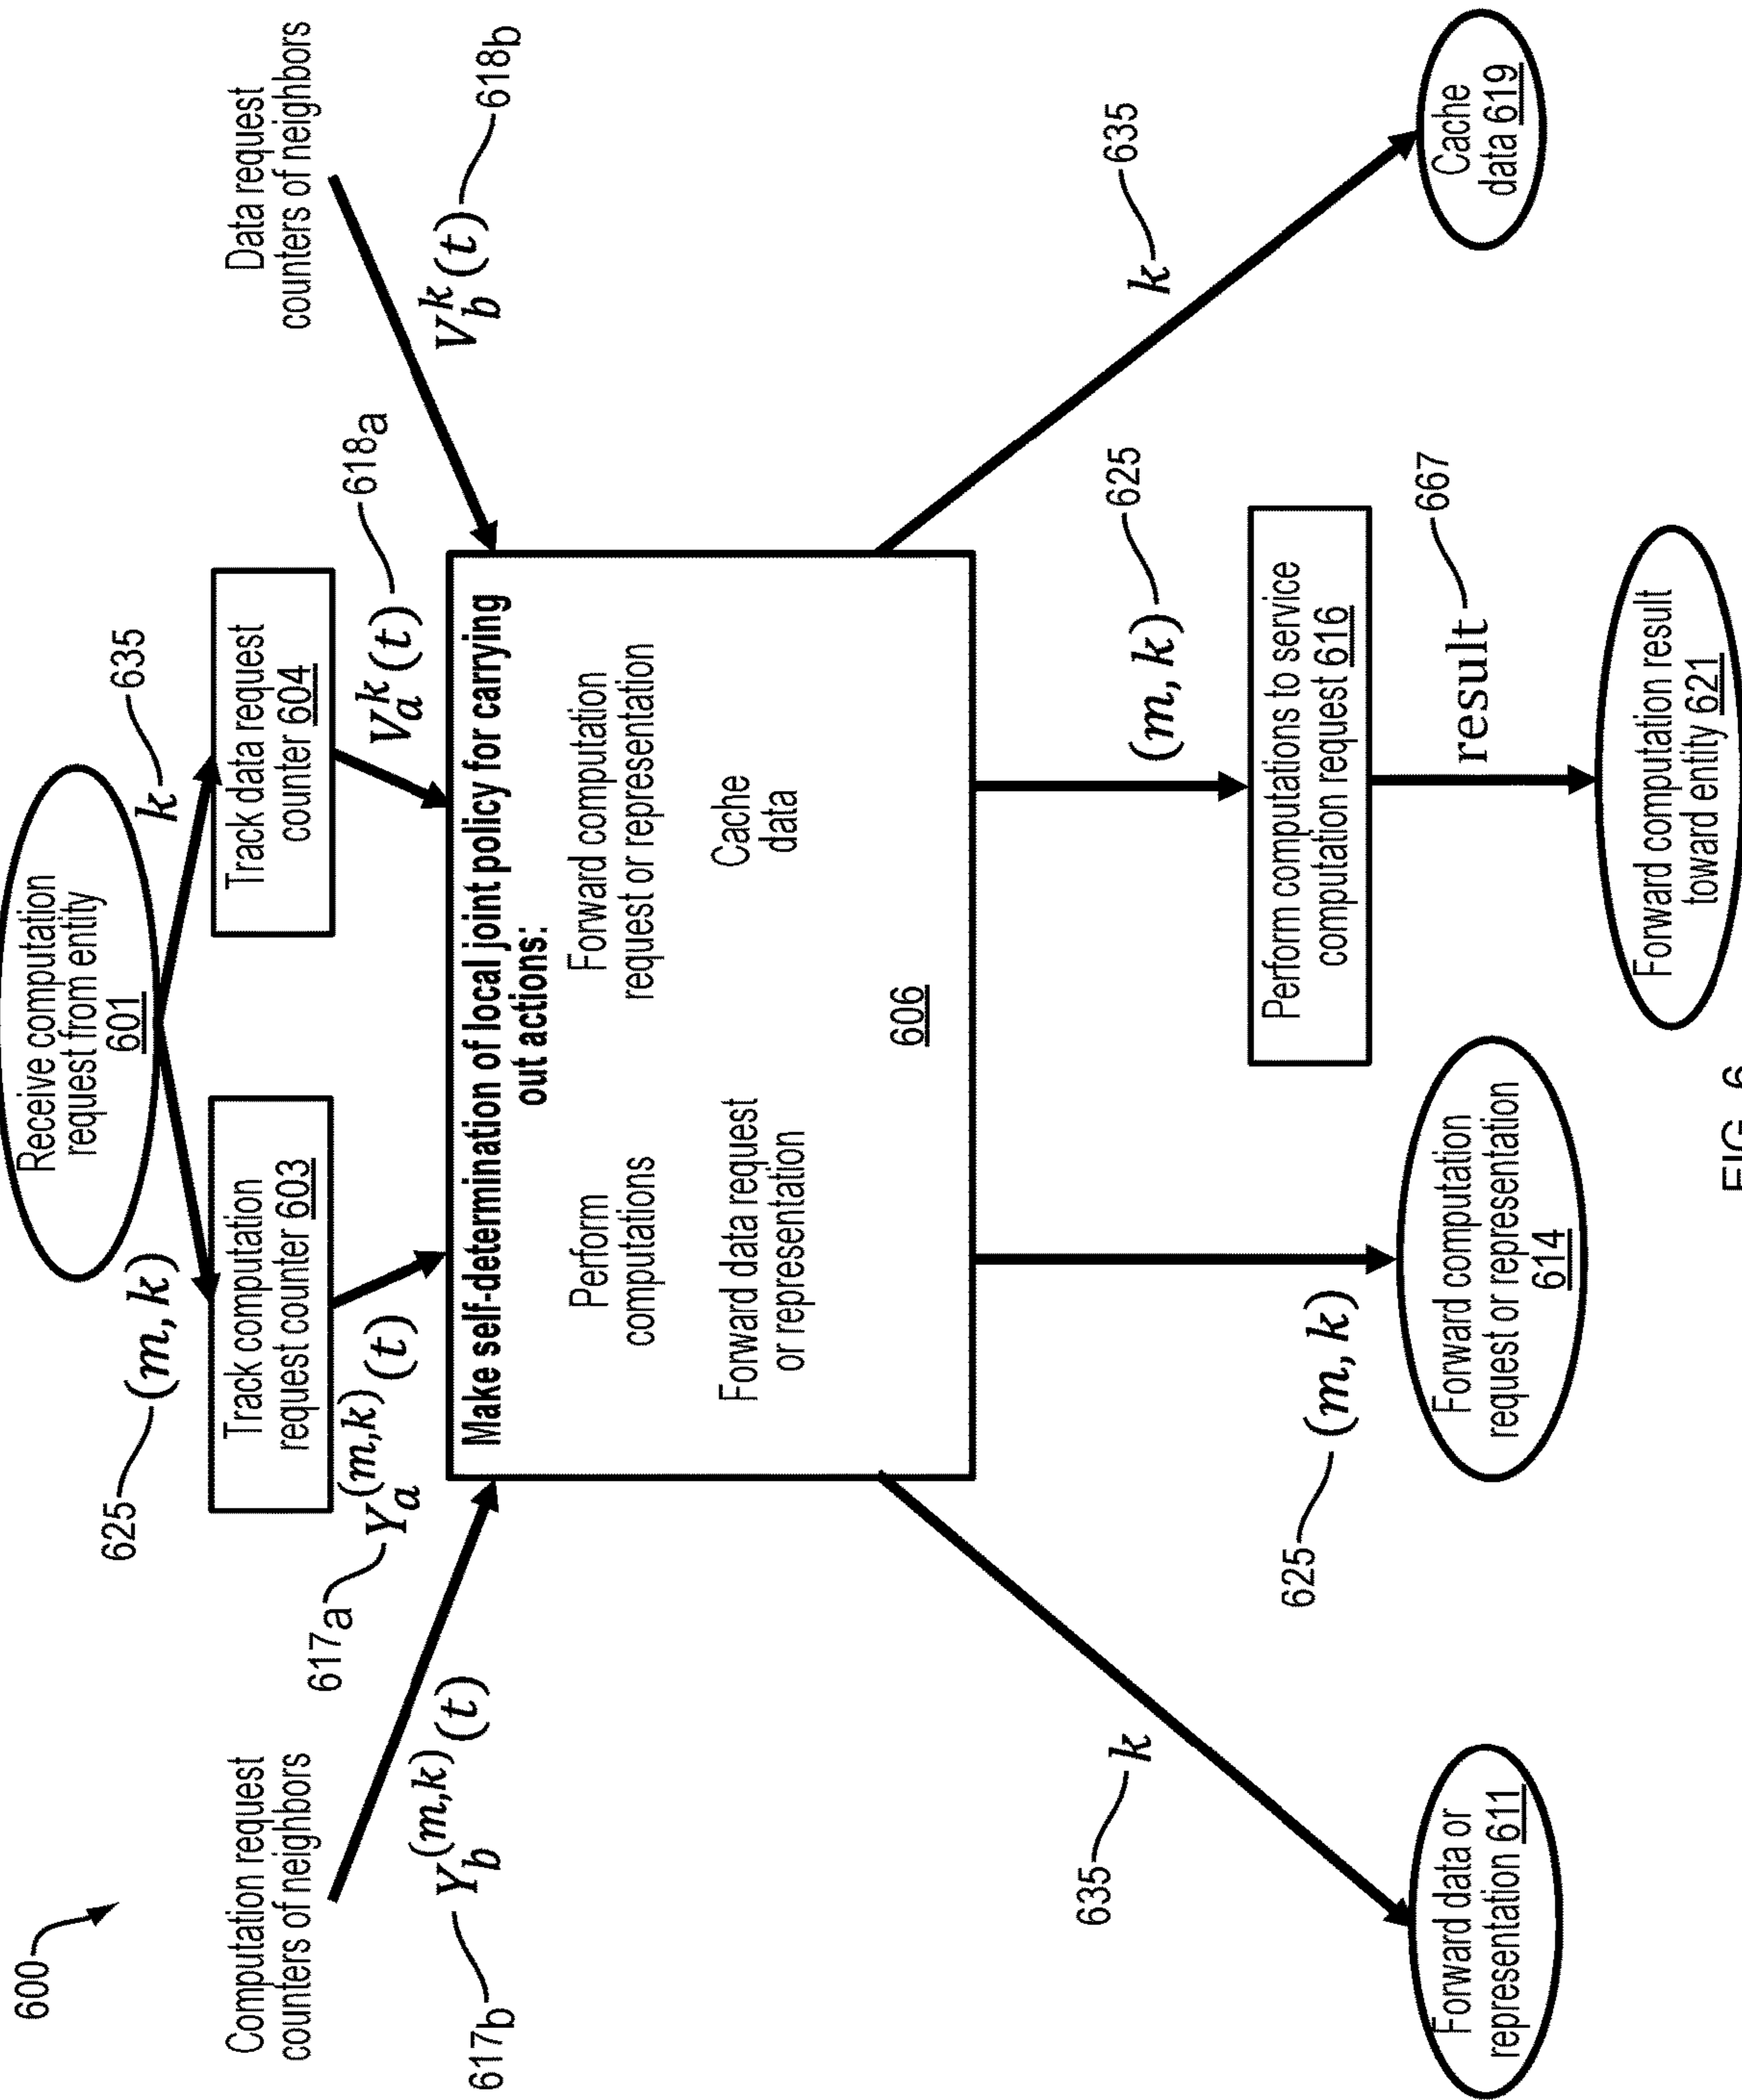 600
Receive computation
request from entity
601
625 (m, k)
k 635
Computation request
counters of neighbors
Track computation
request counter 603
Track data request
counter 604
Data request
counters of neighbors
617b Y_b^(m,k)(t)
617a Y_a^(m,k)(t)
V_a^k(t) 618a
V_b^k(t) 618b
Make self-determination of local joint policy for carrying
out actions:
Perform
computations
Forward computation
request or representation
Forward data request
or representation
Cache
data
606
635 k
625 (m, k)
(m, k) 625
k 635
Forward data or
representation 611
Forward computation
request or representation
614
Perform computations to service
computation request 616
result 667
Forward computation result
toward entity 621
Cache
data 619
FIG. 6